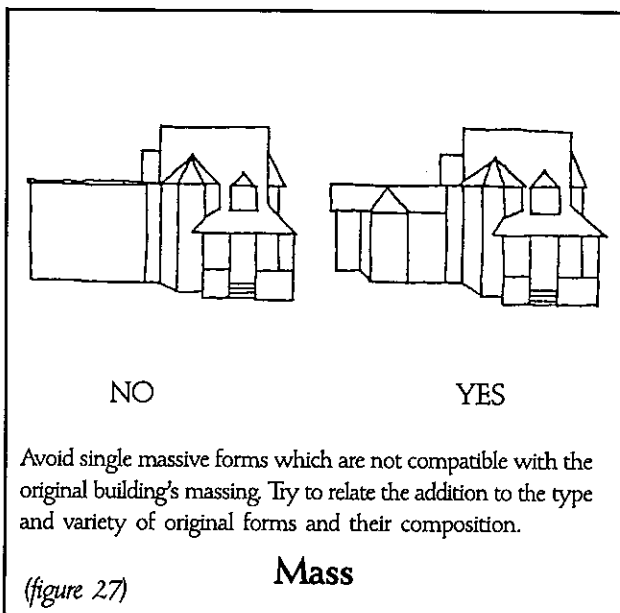 NO
YES
Avoid single massive forms which are not compatible with the
original building's massing. Try to relate the addition to the type
and variety of original forms and their composition.
Mass
(figure 27)